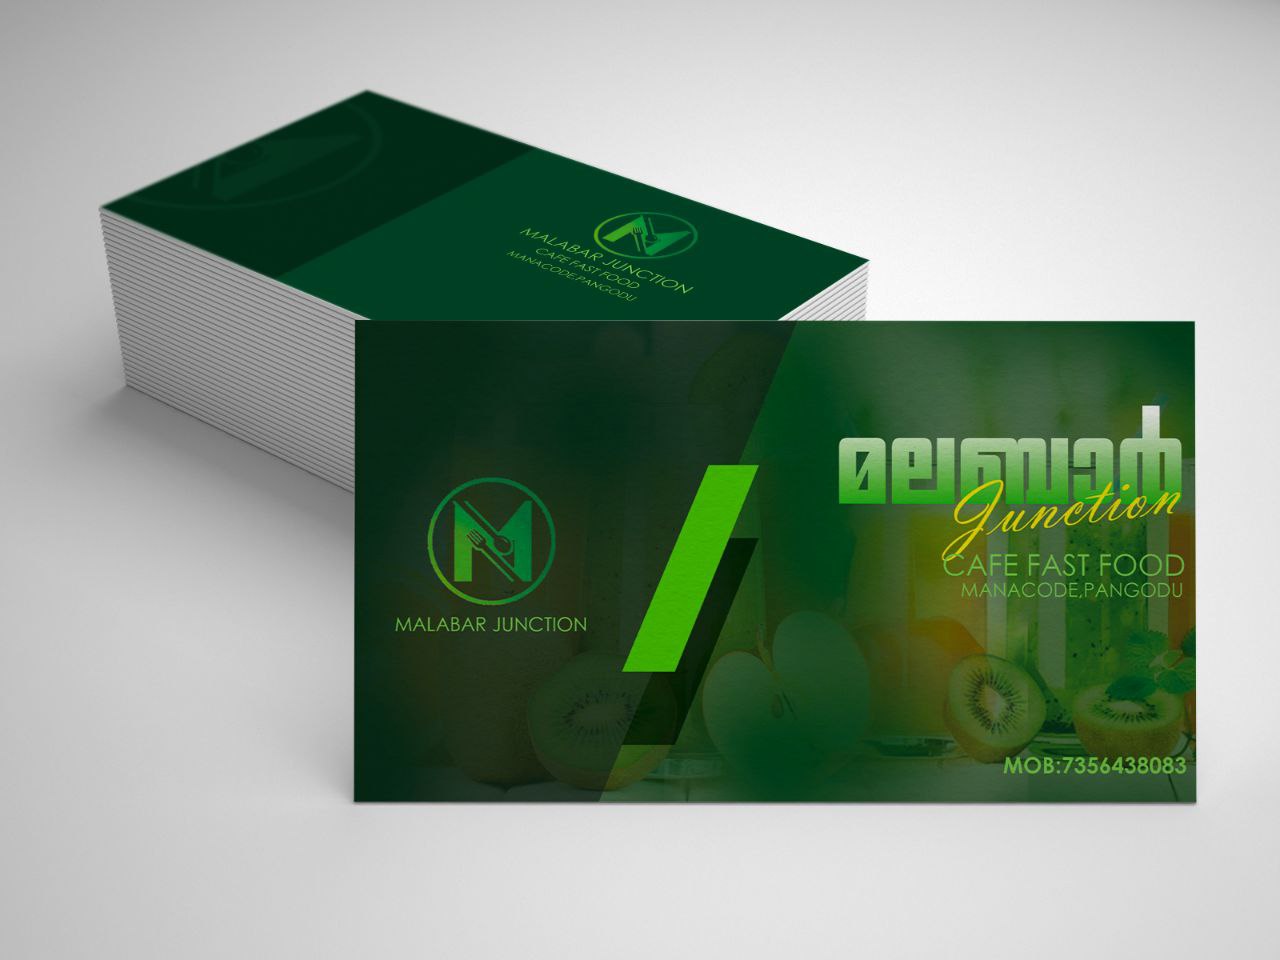 MALABAR JUNCTION
CAFE FAST FOOD
MANACODE,PANGODU
MALABAR JUNCTION
മലബാർ
Junction
CAFE FAST FOOD
MANACODE,PANGODU
MOB:7356438083